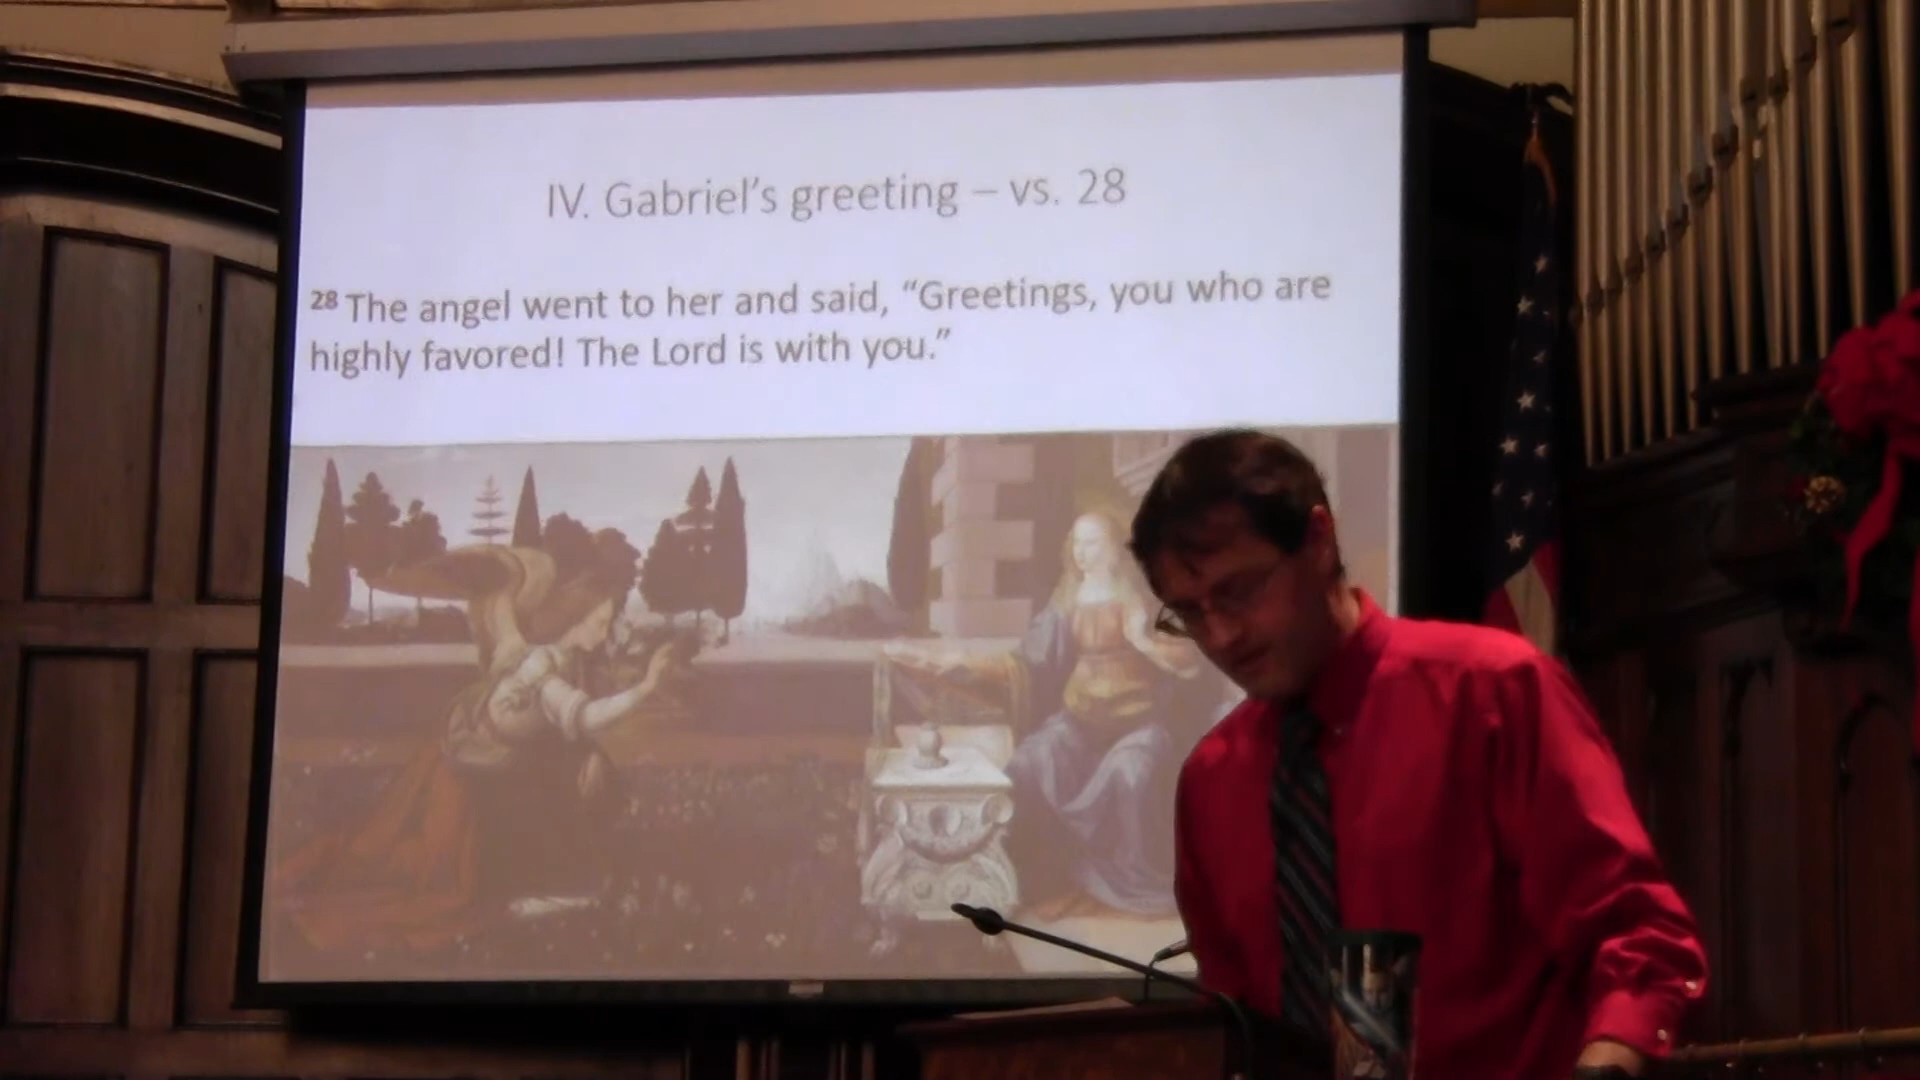 IV. Gabriel's greeting – vs. 28
28 The angel went to her and said, “Greetings, you who are
highly favored! The Lord is with you.”